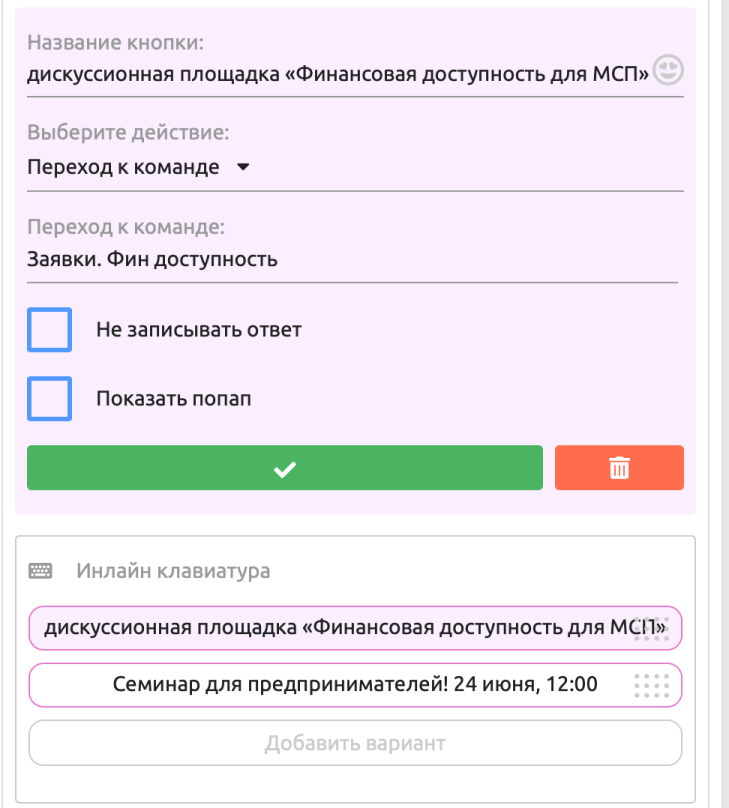 Название кнопки:
дискуссионная площадка «Финансовая доступность для МСП»
Выберите действие:
Переход к команде
Переход к команде:
Заявки. Фин доступность
Не записывать ответ
Показать попап
Инлайн клавиатура
дискуссионная площадка «Финансовая доступность для МСП»
Семинар для предпринимателей! 24 июня, 12:00
Добавить вариант